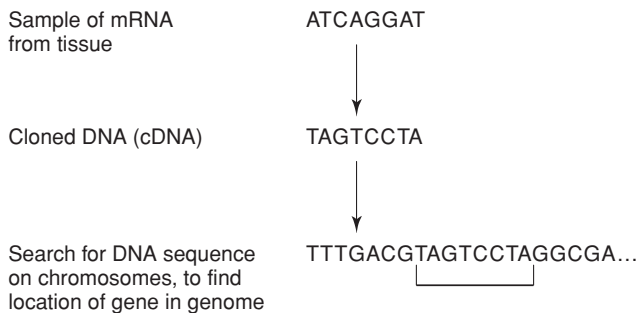 Sample of mRNA
from tissue
ATCAGGAT
Cloned DNA (cDNA)
TAGTCCTA
Search for DNA sequence
on chromosomes, to find
location of gene in genome
TTTGACGTAGTCCTAGGCGA...